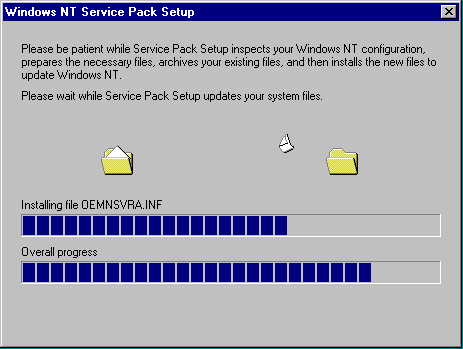 Windows NT Service Pack Setup
Please be patient while Service Pack Setup inspects your Windows NT configuration,
prepares the necessary files, archives your existing files, and then installs the new files to
update Windows NT.
Please wait while Service Pack Setup updates your system files.
Installing file OEMNSVRA.INF
Overall progress